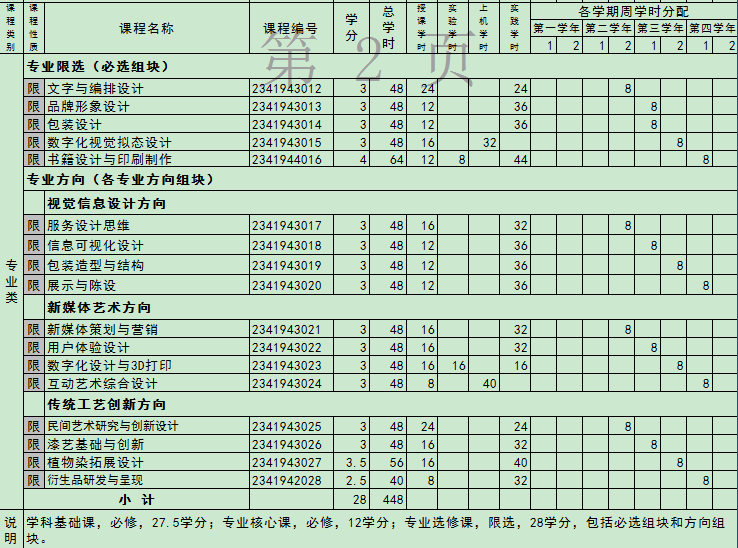 课程类别 课程性质 课程名称 课程编号 学分 总学时 授课学时 实验学时 上机学时 实践学时 各学期周学时分配
第一学年 第二学年 第三学年 第四学年
1 2 1 2 1 2 1 2
第 2 页
专业类
专业限选（必选组块）
限 文字与编排设计 2341943012 3 48 24 24 8
限 品牌形象设计 2341943013 3 48 12 36 8
限 包装设计 2341943014 3 48 12 36 8
限 数字化视觉拟态设计 2341943015 3 48 16 32 8
限 书籍设计与印刷制作 2341944016 4 64 12 8 44 8
专业方向（各专业方向组块）
视觉信息设计方向
限 服务设计思维 2341943017 3 48 16 32 8
限 信息可视化设计 2341943018 3 48 12 36 8
限 包装造型与结构 2341943019 3 48 12 36 8
限 展示与陈设 2341943020 3 48 12 36 8
新媒体艺术方向
限 新媒体策划与营销 2341943021 3 48 16 32 8
限 用户体验设计 2341943022 3 48 16 32 8
限 数字化设计与3D打印 2341943023 3 48 16 16 16 8
限 互动艺术综合设计 2341943024 3 48 8 40 8
传统工艺创新方向
限 民间艺术研究与创新设计 2341943025 3 48 24 24 8
限 漆艺基础与创新 2341943026 3 48 16 32 8
限 植物染拓展设计 2341943027 3.5 56 16 40 8
限 衍生品研发与呈现 2341942028 2.5 40 8 32 8
小 计 28 448
说明 学科基础课，必修，27.5学分；专业核心课，必修，12学分；专业选修课，限选，28学分，包括必选组块和方向组
块。